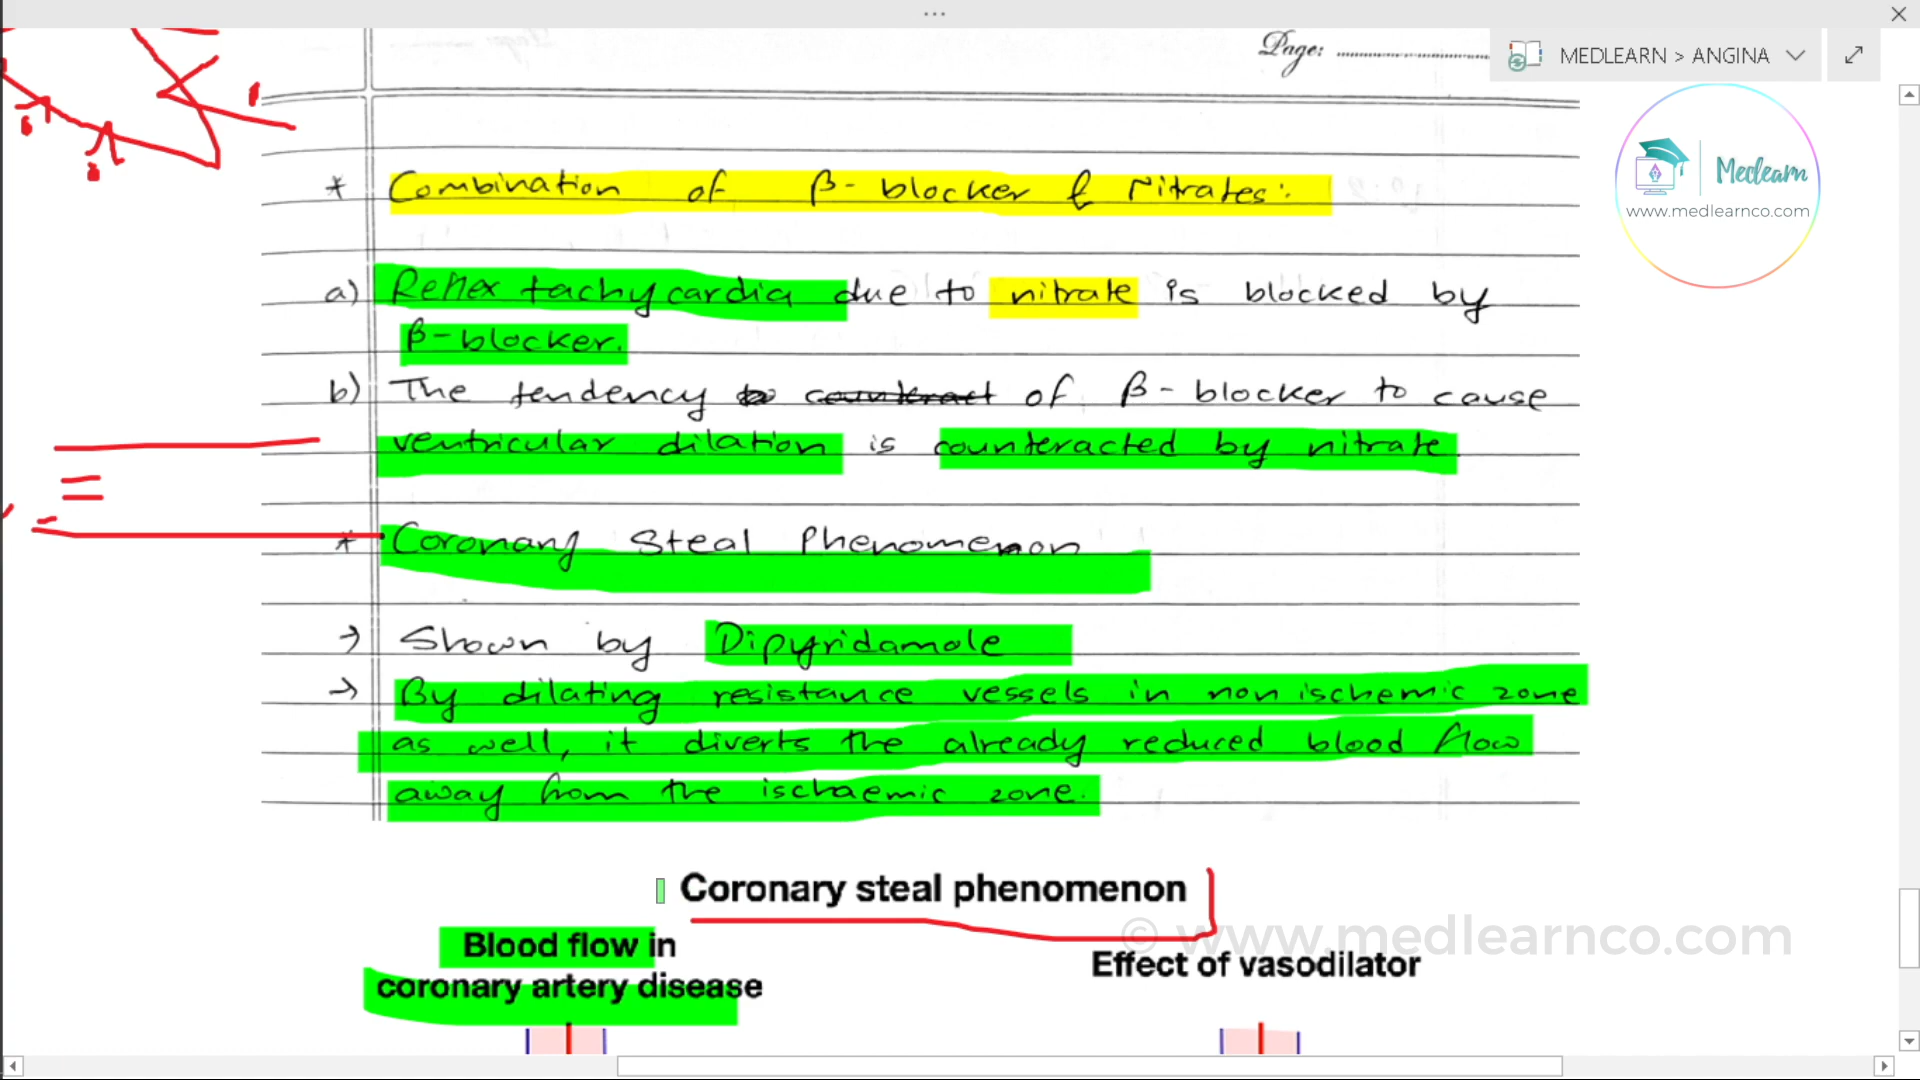 Page:
MEDLEARN > ANGINA
Medlearn
www.medlearnco.com
* Combination of β-blocker & Nitrates:
a) Reflex tachycardia due to nitrate is blocked by
β-blocker.
b) The tendency to counteract of β-blocker to cause
ventricular dilation is counteracted by nitrate.
* Coronary Steal Phenomenon
→ Shown by Dipyridamole
→ By dilating resistance vessels in non ischemic zone
as well, it diverts the already reduced blood flow
away from the ischaemic zone.
Coronary steal phenomenon
© www.medlearnco.com
Blood flow in
coronary artery disease
Effect of vasodilator